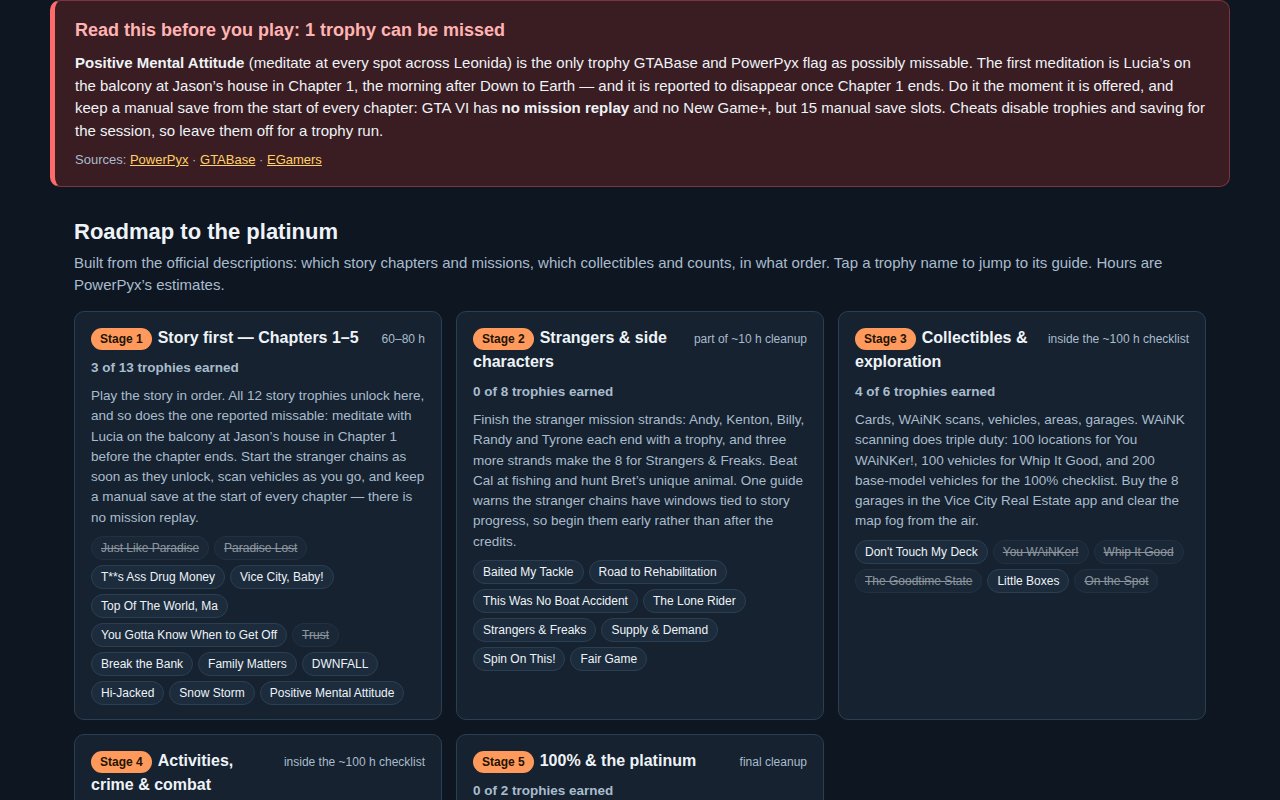 Read this before you play: 1 trophy can be missed
Positive Mental Attitude (meditate at every spot across Leonida) is the only trophy GTABase and PowerPyx flag as possibly missable. The first meditation is Lucia’s on
the balcony at Jason’s house in Chapter 1, the morning after Down to Earth — and it is reported to disappear once Chapter 1 ends. Do it the moment it is offered, and
keep a manual save from the start of every chapter: GTA VI has no mission replay and no New Game+, but 15 manual save slots. Cheats disable trophies and saving for
the session, so leave them off for a trophy run.
Sources: PowerPyx · GTABase · EGamers
Roadmap to the platinum
Built from the official descriptions: which story chapters and missions, which collectibles and counts, in what order. Tap a trophy name to jump to its guide. Hours are
PowerPyx’s estimates.
Stage 1 Story first — Chapters 1–5 60–80 h
3 of 13 trophies earned
Play the story in order. All 12 story trophies unlock here,
and so does the one reported missable: meditate with
Lucia on the balcony at Jason’s house in Chapter 1
before the chapter ends. Start the stranger chains as
soon as they unlock, scan vehicles as you go, and keep
a manual save at the start of every chapter — there is
no mission replay.
Just Like Paradise Paradise Lost
T**s Ass Drug Money Vice City, Baby!
Top Of The World, Ma
You Gotta Know When to Get Off Trust
Break the Bank Family Matters DWNFALL
Hi-Jacked Snow Storm Positive Mental Attitude
Stage 2 Strangers & side part of ~10 h cleanup
characters
0 of 8 trophies earned
Finish the stranger mission strands: Andy, Kenton, Billy,
Randy and Tyrone each end with a trophy, and three
more strands make the 8 for Strangers & Freaks. Beat
Cal at fishing and hunt Bret’s unique animal. One guide
warns the stranger chains have windows tied to story
progress, so begin them early rather than after the
credits.
Baited My Tackle Road to Rehabilitation
This Was No Boat Accident The Lone Rider
Strangers & Freaks Supply & Demand
Spin On This! Fair Game
Stage 3 Collectibles & inside the ~100 h checklist
exploration
4 of 6 trophies earned
Cards, WAiNK scans, vehicles, areas, garages. WAiNK
scanning does triple duty: 100 locations for You
WAiNKer!, 100 vehicles for Whip It Good, and 200
base-model vehicles for the 100% checklist. Buy the 8
garages in the Vice City Real Estate app and clear the
map fog from the air.
Don't Touch My Deck You WAiNKer! Whip It Good
The Goodtime State Little Boxes On the Spot
Stage 4 Activities, inside the ~100 h checklist
crime & combat
Stage 5 100% & the platinum final cleanup
0 of 2 trophies earned